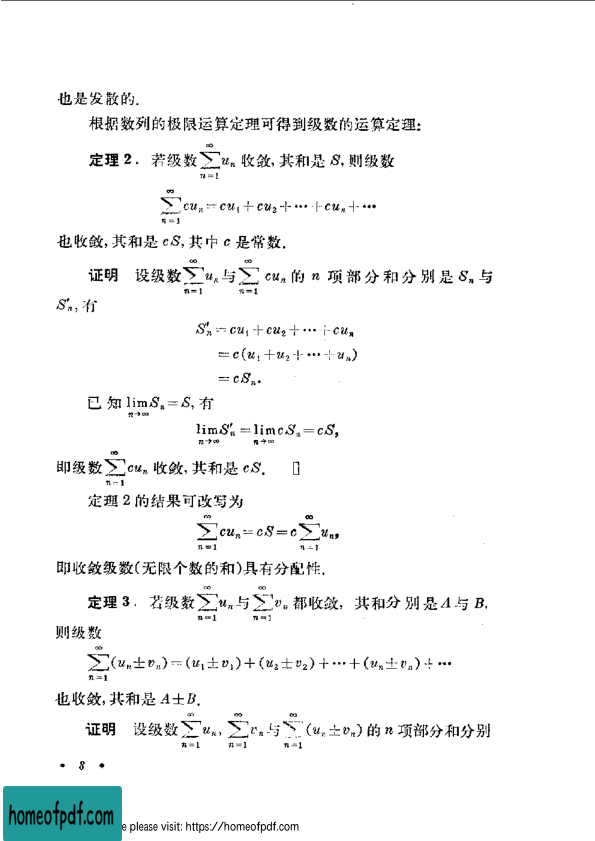 也是发散的.
根据数列的极限运算定理可得到级数的运算定理:
定理 2. 若级数 $\sum_{n=1}^{\infty} u_n$ 收敛, 其和是 S, 则级数
$\sum_{n=1}^{\infty} cu_n = cu_1 + cu_2 + \cdots + cu_n + \cdots$
也收敛, 其和是 cS, 其中 c 是常数.
证明 设级数 $\sum_{n=1}^{\infty} u_n$ 与 $\sum_{n=1}^{\infty} cu_n$ 的 n 项部分和分别是 $S_n$ 与
$S'_n$, 有
$S'_n = cu_1 + cu_2 + \cdots + cu_n$
$= c(u_1 + u_2 + \cdots + u_n)$
$= cS_n.$
已知 $\lim_{n \to \infty} S_n = S$, 有
$\lim_{n \to \infty} S'_n = \lim_{n \to \infty} cS_n = cS,$
即级数 $\sum_{n=1}^{\infty} cu_n$ 收敛, 其和是 cS. ▯
定理 2 的结果可改写为
$\sum_{n=1}^{\infty} cu_n = cS = c\sum_{n=1}^{\infty} u_n,$
即收敛级数(无限个数的和)具有分配性.
定理 3. 若级数 $\sum_{n=1}^{\infty} u_n$ 与 $\sum_{n=1}^{\infty} v_n$ 都收敛, 其和分别是 A 与 B,
则级数
$\sum_{n=1}^{\infty} (u_n \pm v_n) = (u_1 \pm v_1) + (u_2 \pm v_2) + \cdots + (u_n \pm v_n) + \cdots$
也收敛, 其和是 A±B.
证明 设级数 $\sum_{n=1}^{\infty} u_n$, $\sum_{n=1}^{\infty} v_n$ 与 $\sum_{n=1}^{\infty} (u_n \pm v_n)$ 的 n 项部分和分别
• 8 •
homeofpdf.com
please visit: https://homeofpdf.com